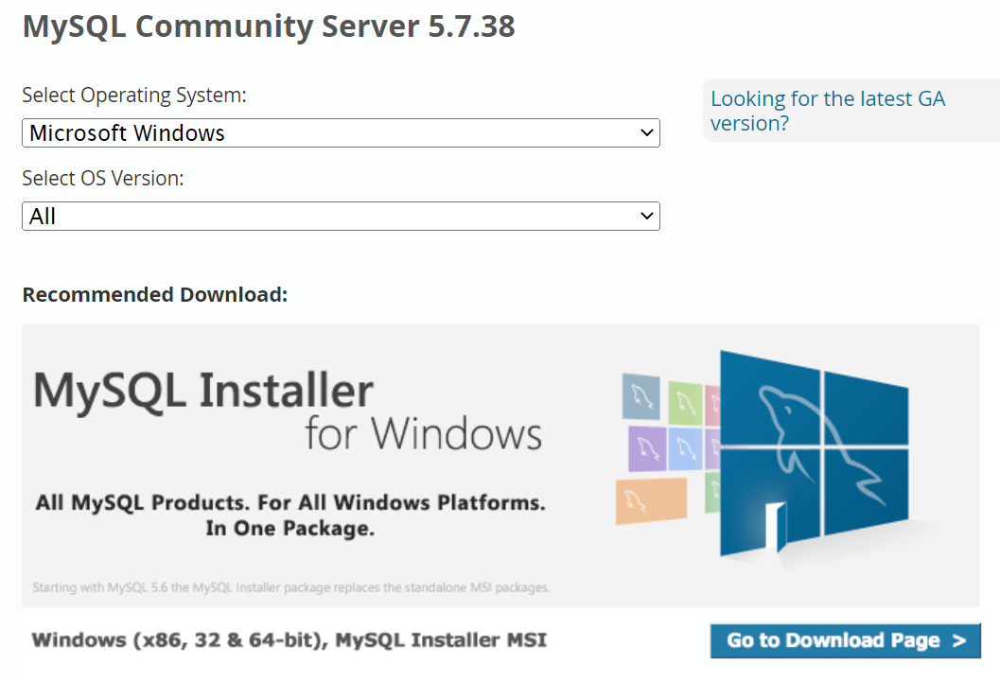 MySQL Community Server 5.7.38
Select Operating System:
Microsoft Windows
Looking for the latest GA
version?
Select OS Version:
All
Recommended Download:
MySQL Installer
for Windows
All MySQL Products. For All Windows Platforms.
In One Package.
Starting with MySQL 5.6 the MySQL Installer package replaces the standalone MSI packages.
Windows (x86, 32 & 64-bit), MySQL Installer MSI
Go to Download Page >